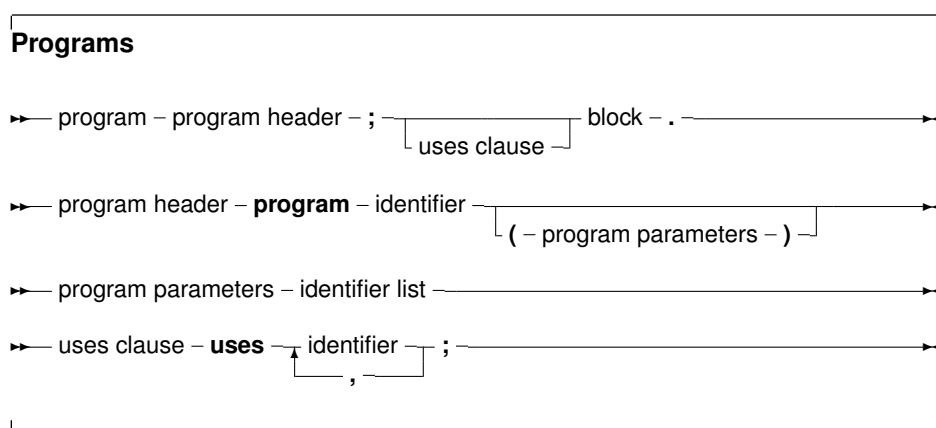 Programs
program – program header – ; – block – .
uses clause –
program header – program – identifier
( – program parameters – )
program parameters – identifier list –
uses clause – uses – identifier – ; –
, –